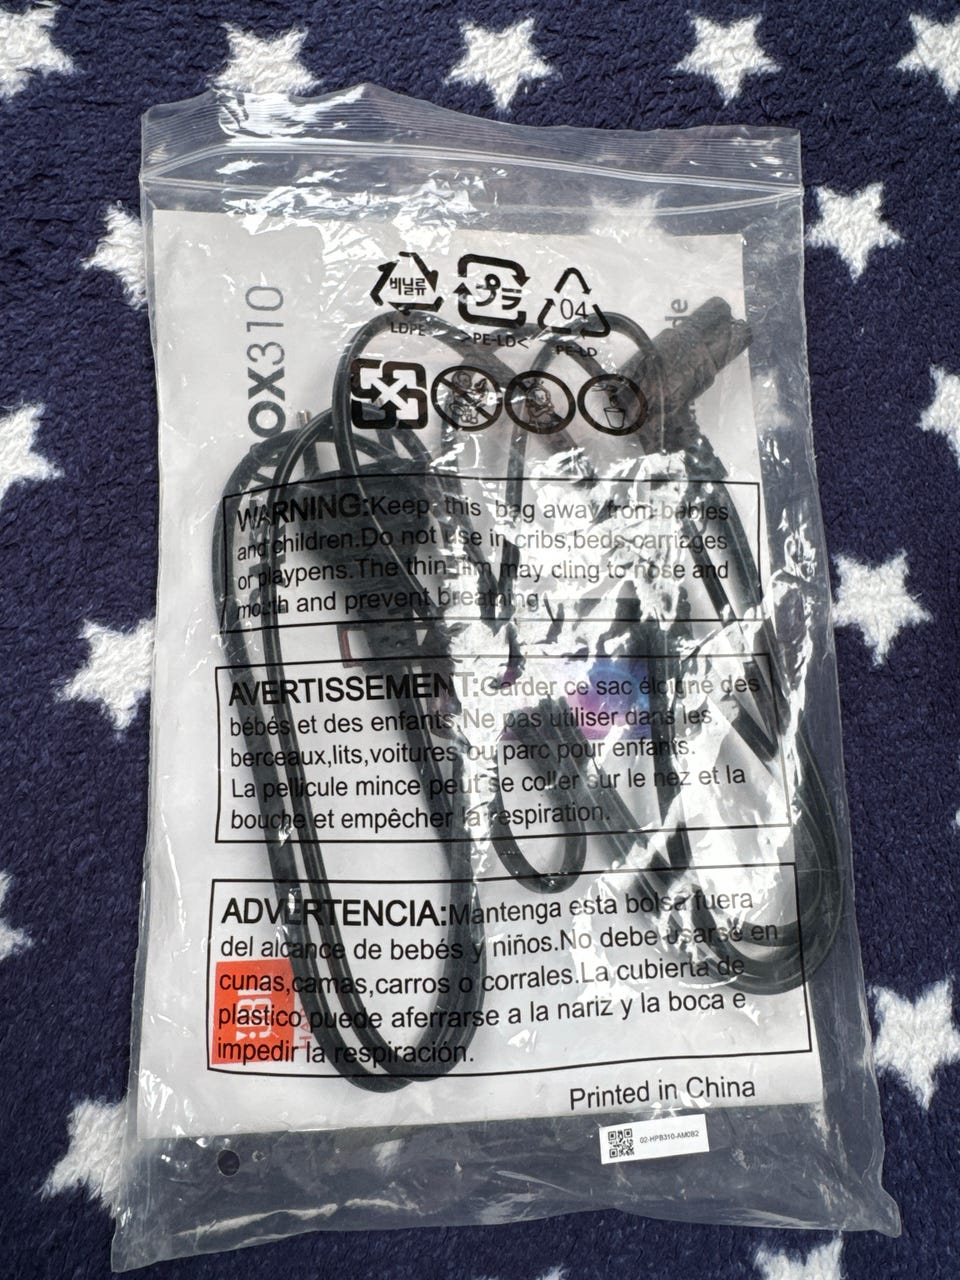 비닐류
LDPE
プラ
>PE-LD<
04
PE-LD
OX310
de
WARNING:Keep this bag away from babies
and children.Do not use in cribs,beds,carriages
or playpens.The thin film may cling to nose and
mouth and prevent breathing.
AVERTISSEMENT:Garder ce sac éloigné des
bébés et des enfants.Ne pas utiliser dans les
berceaux,lits,voitures ou parc pour enfants.
La pellicule mince peut se coller sur le nez et la
bouche et empêcher la respiration.
ADVERTENCIA:Mantenga esta bolsa fuera
del alcance de bebés y niños.No debe usarse en
cunas,camas,carros o corrales.La cubierta de
plastico puede aferrarse a la nariz y la boca e
impedir la respiración.
JBL
HA
Printed in China
02-HPB310-AM0B2